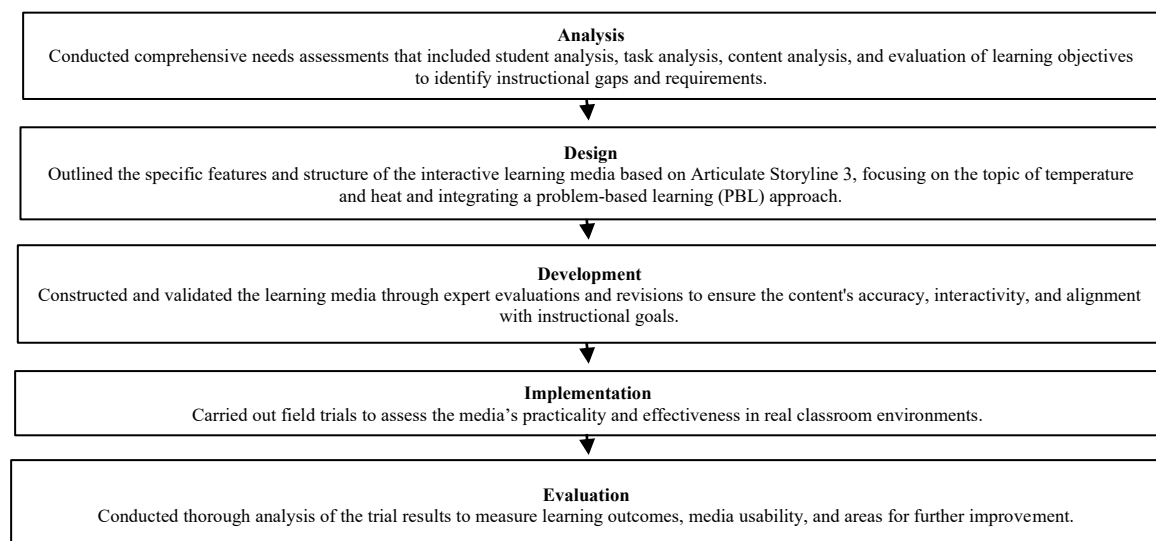 Analysis
Conducted comprehensive needs assessments that included student analysis, task analysis, content analysis, and evaluation of learning objectives
to identify instructional gaps and requirements.
Design
Outlined the specific features and structure of the interactive learning media based on Articulate Storyline 3, focusing on the topic of temperature
and heat and integrating a problem-based learning (PBL) approach.
Development
Constructed and validated the learning media through expert evaluations and revisions to ensure the content's accuracy, interactivity, and alignment
with instructional goals.
Implementation
Carried out field trials to assess the media’s practicality and effectiveness in real classroom environments.
Evaluation
Conducted thorough analysis of the trial results to measure learning outcomes, media usability, and areas for further improvement.